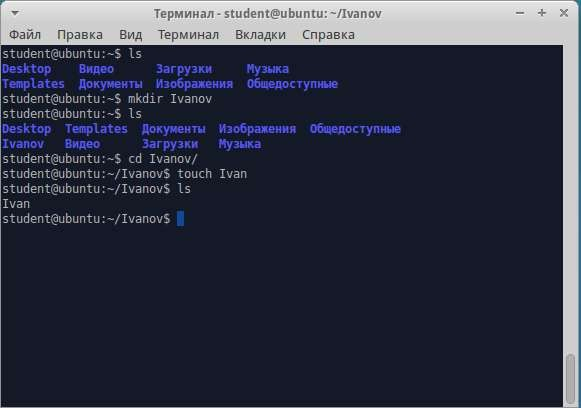 Терминал - student@ubuntu: ~/Ivanov
Файл Правка Вид Терминал Вкладки Справка
student@ubuntu:~$ ls
Desktop Видео Загрузки Музыка
Templates Документы Изображения Общедоступные
student@ubuntu:~$ mkdir Ivanov
student@ubuntu:~$ ls
Desktop Templates Документы Изображения Общедоступные
Ivanov Видео Загрузки Музыка
student@ubuntu:~$ cd Ivanov/
student@ubuntu:~/Ivanov$ touch Ivan
student@ubuntu:~/Ivanov$ ls
Ivan
student@ubuntu:~/Ivanov$